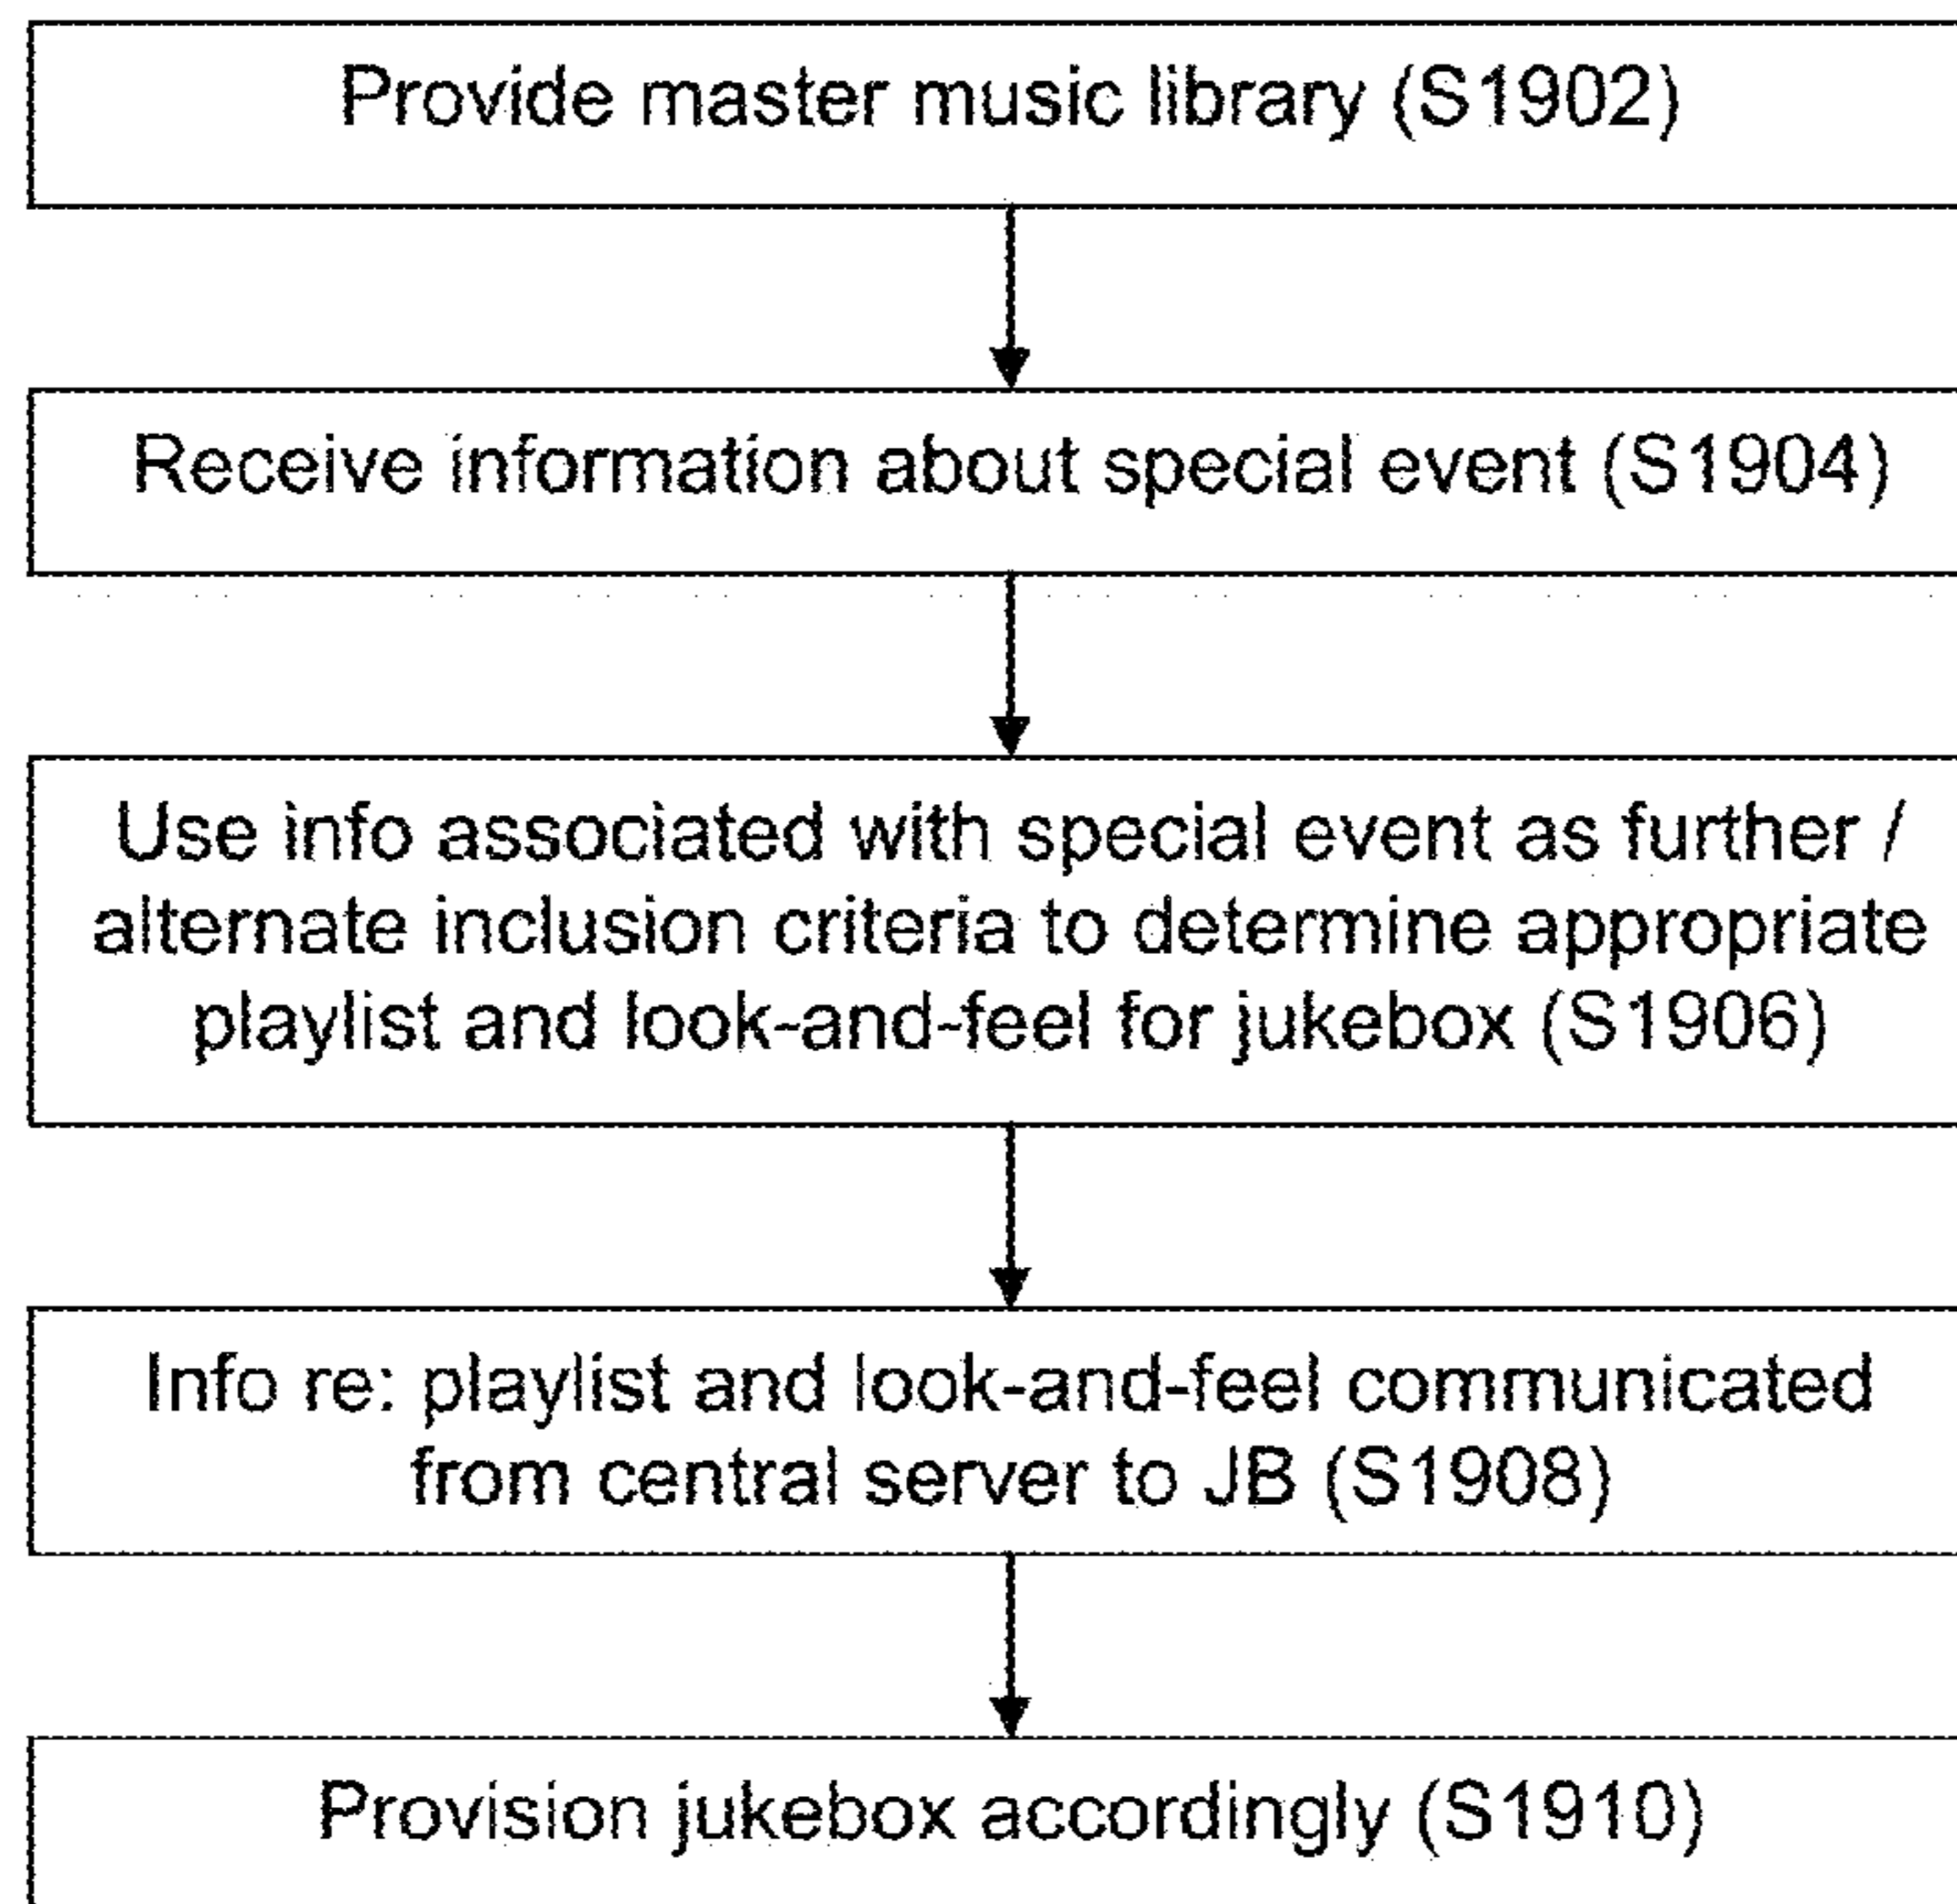 Provide master music library (S1902)
Receive information about special event (S1904)
Use info associated with special event as further /
alternate inclusion criteria to determine appropriate
playlist and look-and-feel for jukebox (S1906)
Info re: playlist and look-and-feel communicated
from central server to JB (S1908)
Provision jukebox accordingly (S1910)